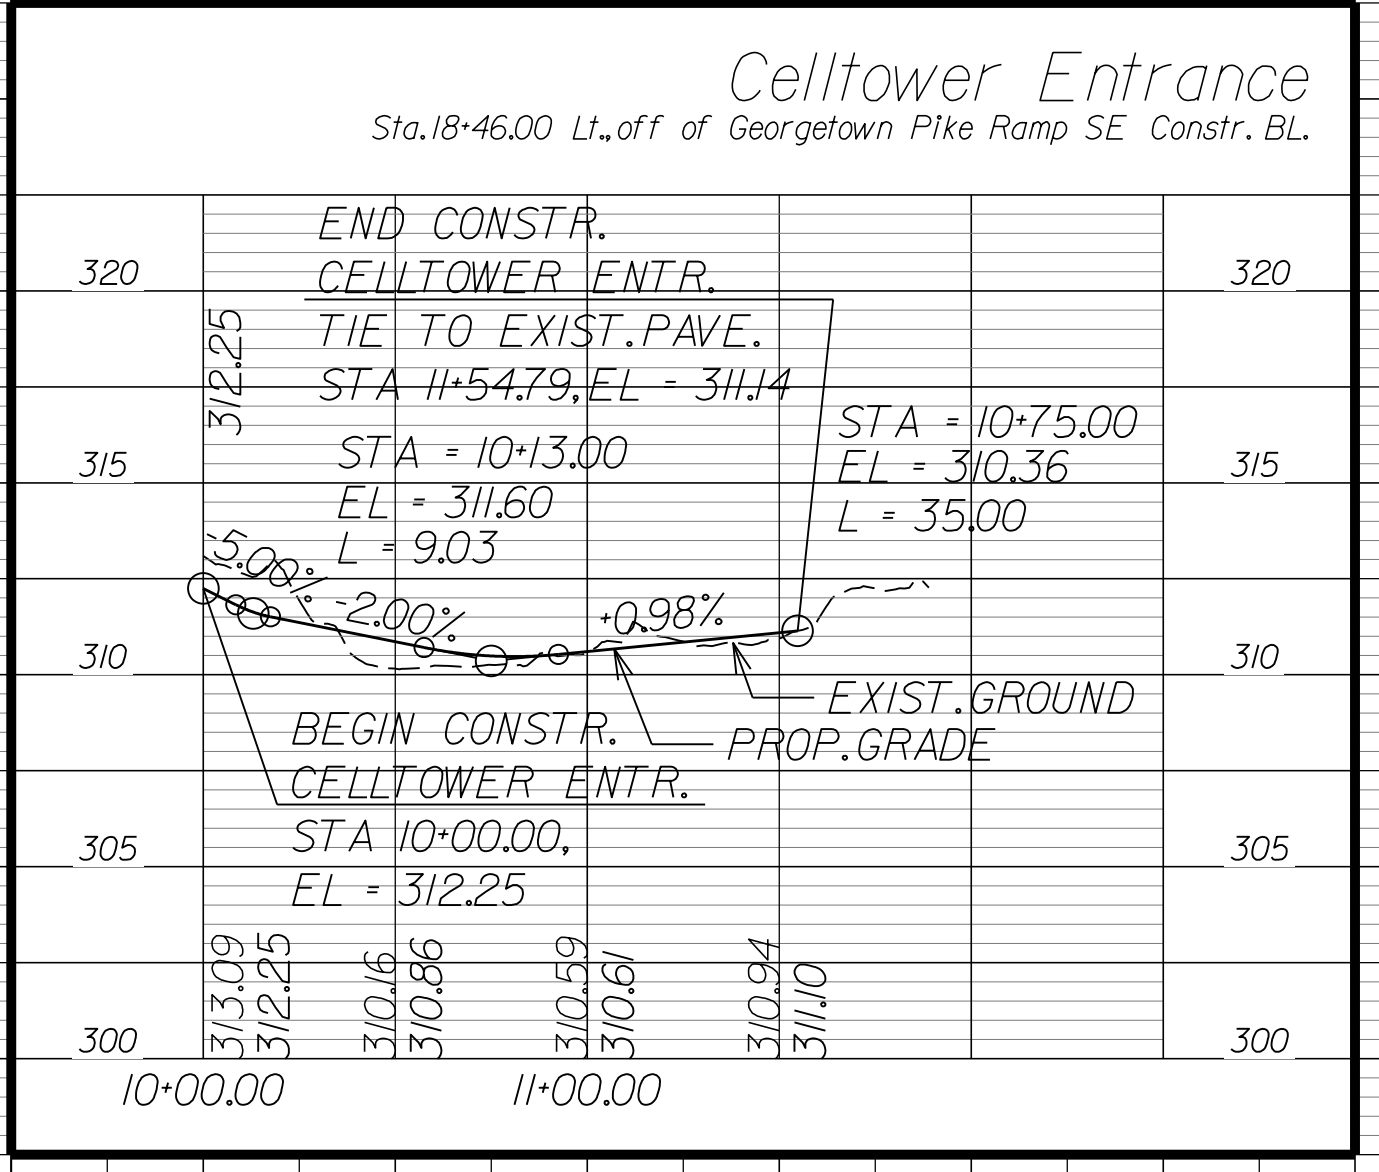 Celltower Entrance
Sta. 18+46.00 Lt., off of Georgetown Pike Ramp SE Constr. BL.
END CONSTR.
CELLTOWER ENTR.
TIE TO EXIST. PAVE.
STA 11+54.79, EL = 311.14
320
320
312.25
STA = 10+13.00
EL = 311.60
L = 9.03
STA = 10+75.00
EL = 310.36
L = 35.00
315
315
-5.00%
-2.00%
+0.98%
310
310
EXIST. GROUND
PROP. GRADE
BEGIN CONSTR.
CELLTOWER ENTR.
STA 10+00.00,
EL = 312.25
305
305
313.09
312.25
310.16
310.86
310.59
310.61
310.94
311.10
300
300
10+00.00
11+00.00